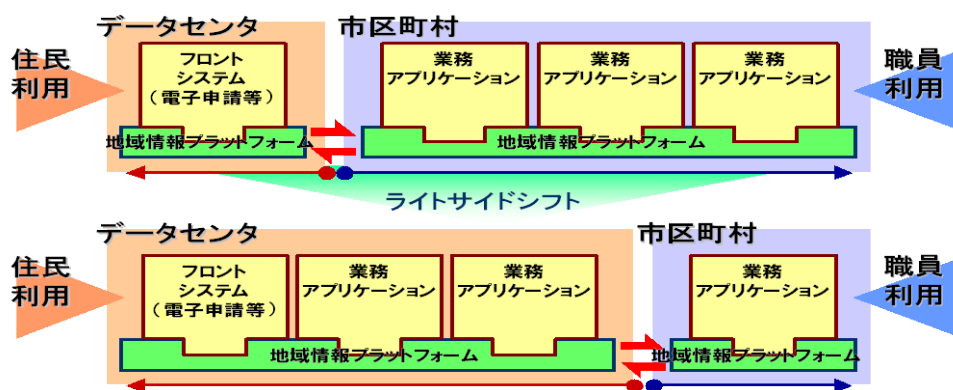 データセンタ
市区町村
住民
利用
フロント
システム
（電子申請等）
業務
アプリケーション
業務
アプリケーション
業務
アプリケーション
職員
利用
地域情報プラットフォーム
地域情報プラットフォーム
ライトサイドシフト
データセンタ
市区町村
住民
利用
フロント
システム
（電子申請等）
業務
アプリケーション
業務
アプリケーション
業務
アプリケーション
職員
利用
地域情報プラットフォーム
地域情報プラットフォーム